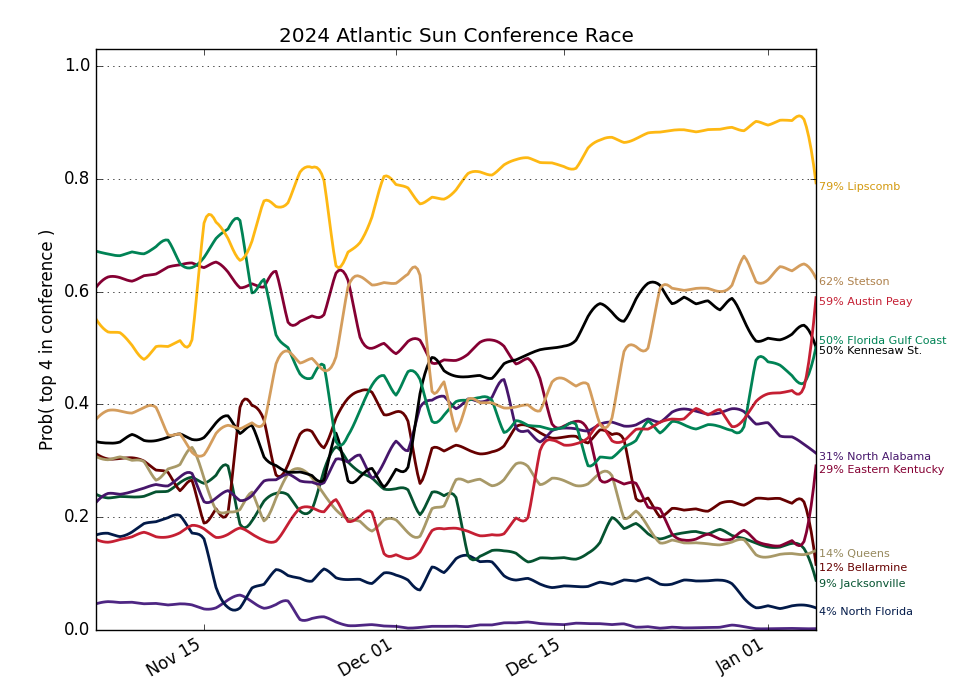 2024 Atlantic Sun Conference Race
Prob( top 4 in conference )
1.0
0.8
0.6
0.4
0.2
0.0
Nov 15
Dec 01
Dec 15
Jan 01
79% Lipscomb
62% Stetson
59% Austin Peay
50% Florida Gulf Coast
50% Kennesaw St.
31% North Alabama
29% Eastern Kentucky
14% Queens
12% Bellarmine
9% Jacksonville
4% North Florida